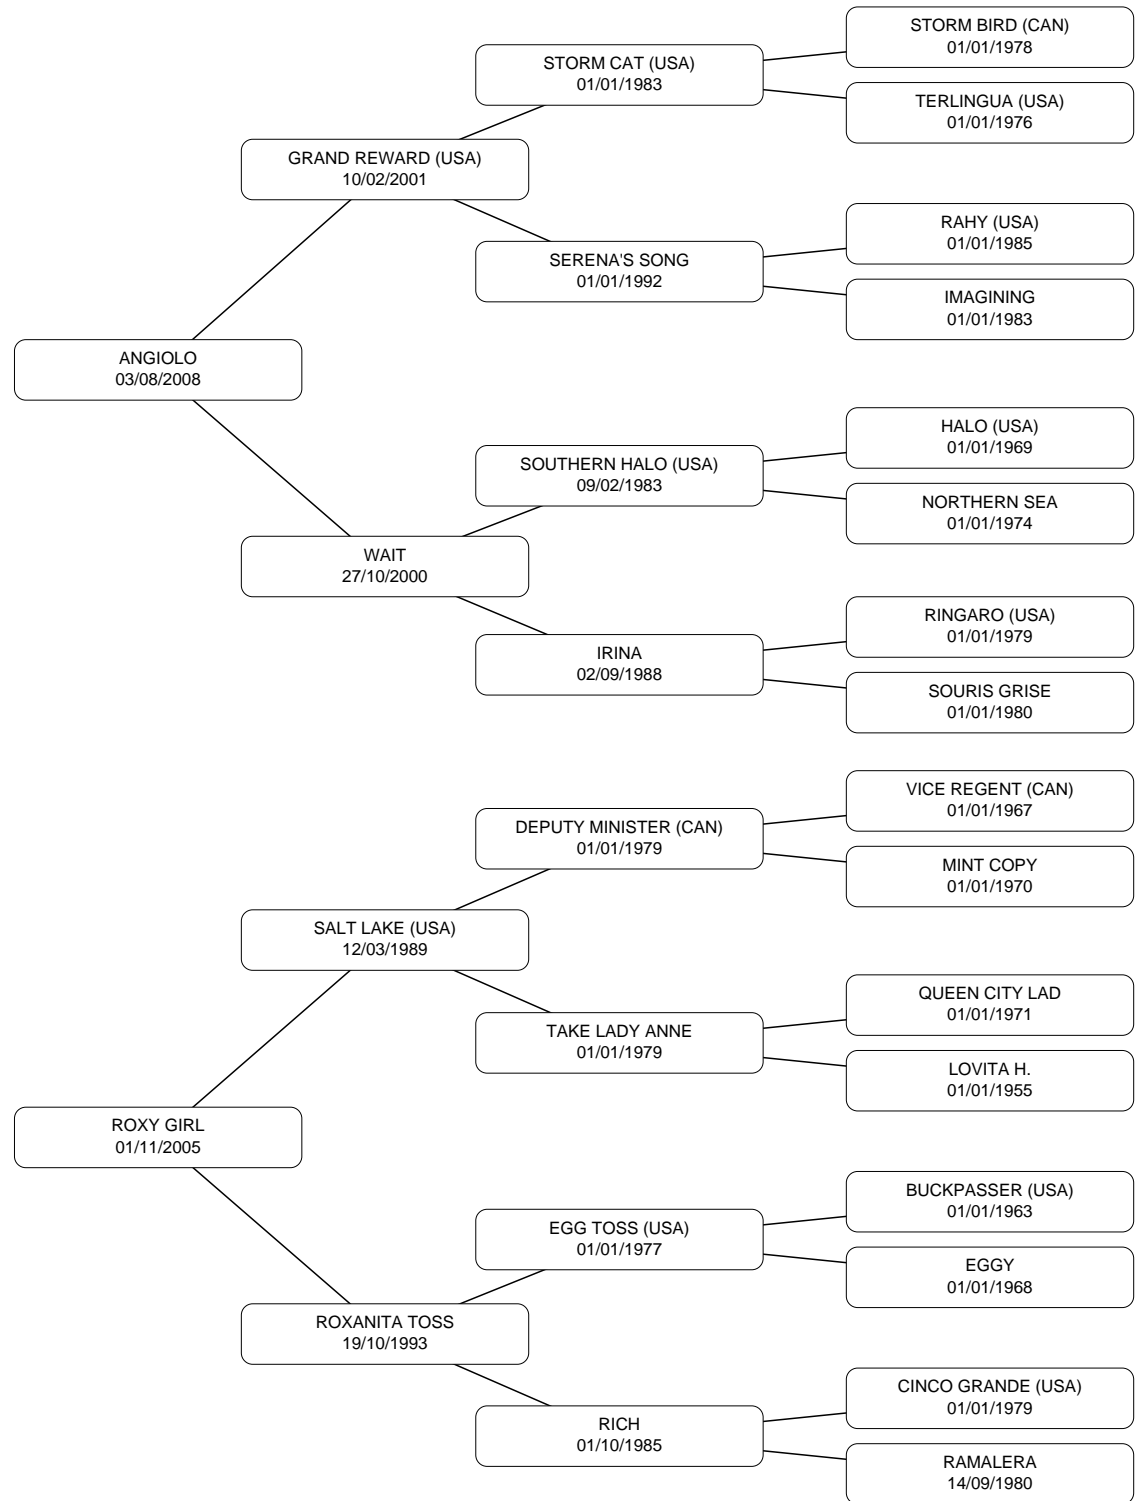 STORM BIRD (CAN)
01/01/1978
STORM CAT (USA)
01/01/1983
TERLINGUA (USA)
01/01/1976
GRAND REWARD (USA)
10/02/2001
RAHY (USA)
01/01/1985
SERENA'S SONG
01/01/1992
IMAGINING
01/01/1983
ANGIOLO
03/08/2008
HALO (USA)
01/01/1969
SOUTHERN HALO (USA)
09/02/1983
NORTHERN SEA
01/01/1974
WAIT
27/10/2000
RINGARO (USA)
01/01/1979
IRINA
02/09/1988
SOURIS GRISE
01/01/1980
VICE REGENT (CAN)
01/01/1967
DEPUTY MINISTER (CAN)
01/01/1979
MINT COPY
01/01/1970
SALT LAKE (USA)
12/03/1989
QUEEN CITY LAD
01/01/1971
TAKE LADY ANNE
01/01/1979
LOVITA H.
01/01/1955
ROXY GIRL
01/11/2005
BUCKPASSER (USA)
01/01/1963
EGG TOSS (USA)
01/01/1977
EGGY
01/01/1968
ROXANITA TOSS
19/10/1993
CINCO GRANDE (USA)
01/01/1979
RICH
01/10/1985
RAMALERA
14/09/1980